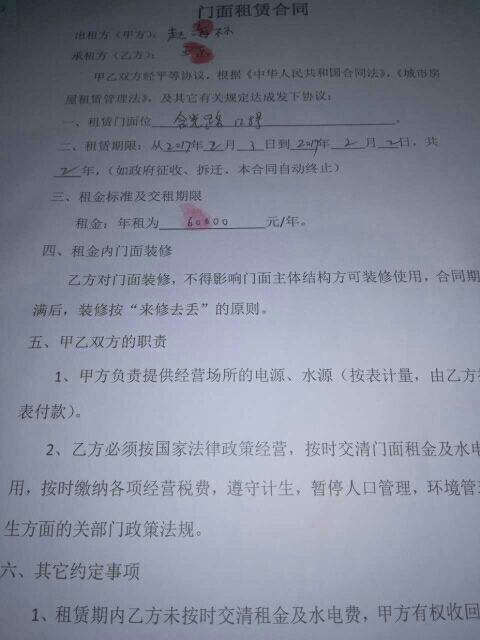 门面租赁合同
出租方（甲方）：赵
承租方（乙方）：
甲乙双方经平等协议，根据《中华人民共和国合同法》，《城市房
屋租赁管理法》，及其它有关规定达成发下协议：
一、租赁门面位 路 号 。
二、租赁期限：从2017年2月3日到2019年2月2日，共
2年，（如政府征收、拆迁、本合同自动终止）
三、租金标准及交租期限
租金：年租为60000元/年。
四、租金内门面装修
乙方对门面装修，不得影响门面主体结构方可装修使用，合同期
满后，装修按“来修去丢”的原则。
五、甲乙双方的职责
1、甲方负责提供经营场所的电源、水源（按表计量，由乙方
表付款）。
2、乙方必须按国家法律政策经营，按时交清门面租金及水电
用，按时缴纳各项经营税费，遵守计生，暂停人口管理，环境管
生方面的关部门政策法规。
六、其它约定事项
1、租赁期内乙方未按时交清租金及水电费，甲方有权收回